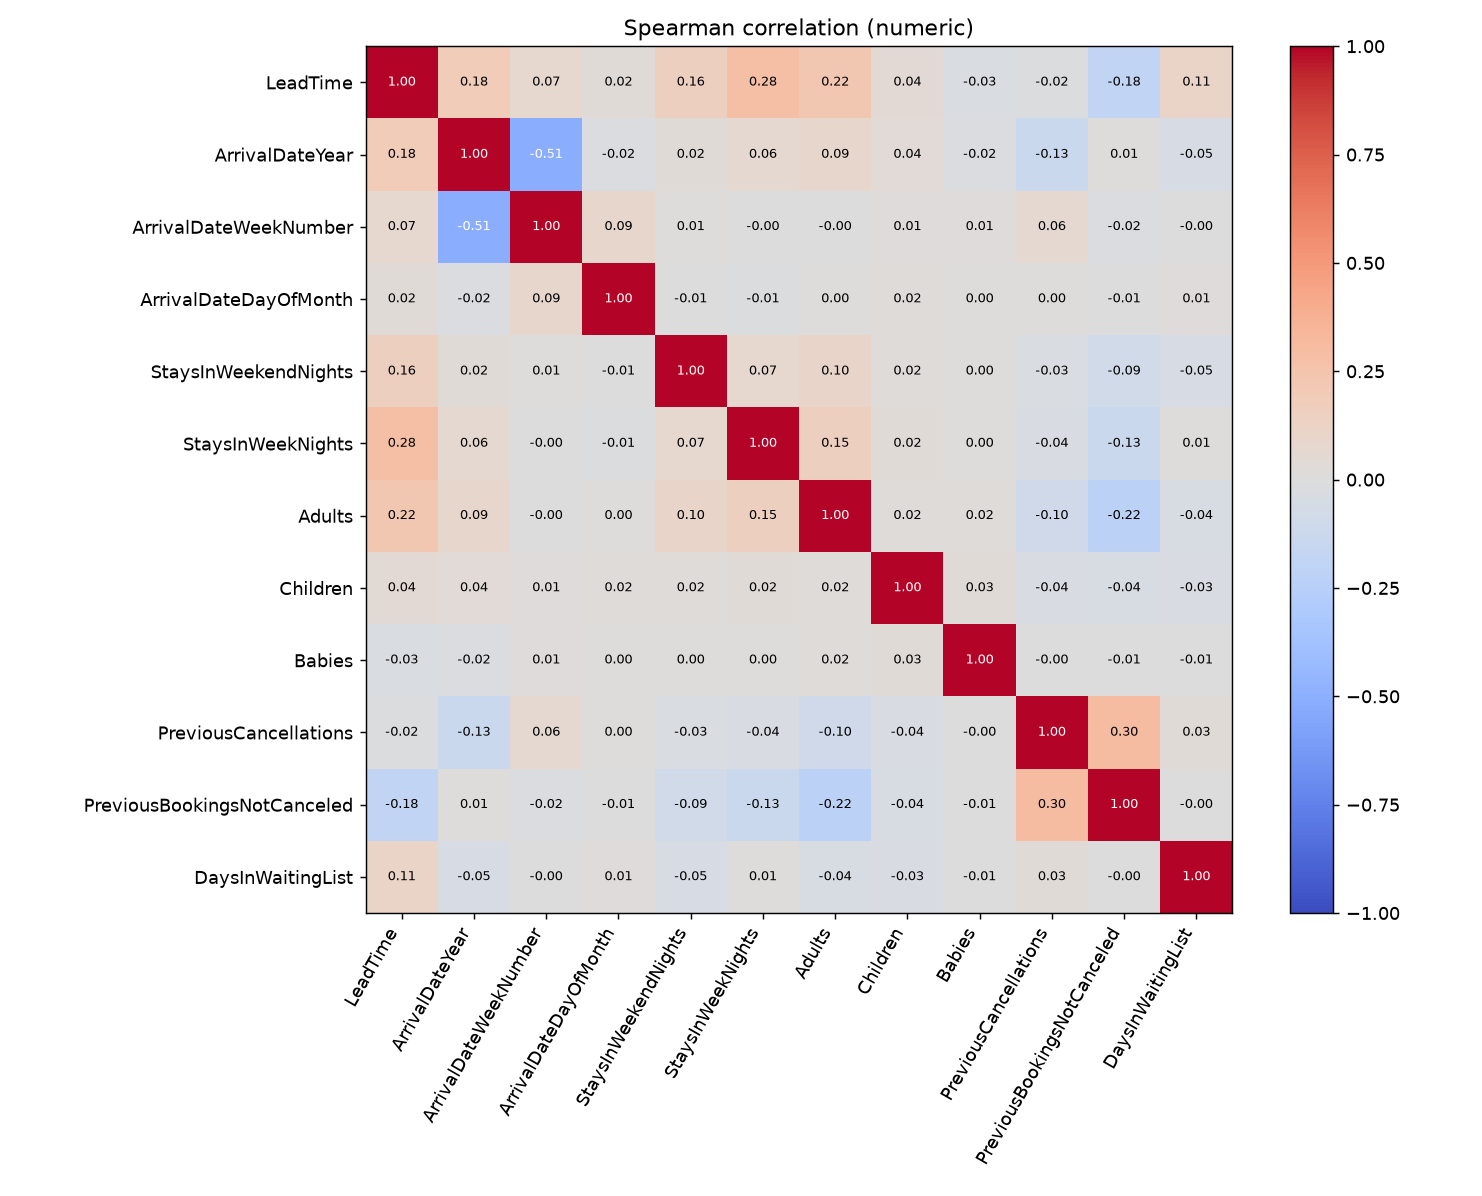 Spearman correlation (numeric)
LeadTime 1.00 0.18 0.07 0.02 0.16 0.28 0.22 0.04 -0.03 -0.02 -0.18 0.11
ArrivalDateYear 0.18 1.00 -0.51 -0.02 0.02 0.06 0.09 0.04 -0.02 -0.13 0.01 -0.05
ArrivalDateWeekNumber 0.07 -0.51 1.00 0.09 0.01 -0.00 -0.00 0.01 0.01 0.06 -0.02 -0.00
ArrivalDateDayOfMonth 0.02 -0.02 0.09 1.00 -0.01 -0.01 0.00 0.02 0.00 0.00 -0.01 0.01
StaysInWeekendNights 0.16 0.02 0.01 -0.01 1.00 0.07 0.10 0.02 0.00 -0.03 -0.09 -0.05
StaysInWeekNights 0.28 0.06 -0.00 -0.01 0.07 1.00 0.15 0.02 0.00 -0.04 -0.13 0.01
Adults 0.22 0.09 -0.00 0.00 0.10 0.15 1.00 0.02 0.02 -0.10 -0.22 -0.04
Children 0.04 0.04 0.01 0.02 0.02 0.02 0.02 1.00 0.03 -0.04 -0.04 -0.03
Babies -0.03 -0.02 0.01 0.00 0.00 0.00 0.02 0.03 1.00 -0.00 -0.01 -0.01
PreviousCancellations -0.02 -0.13 0.06 0.00 -0.03 -0.04 -0.10 -0.04 -0.00 1.00 0.30 0.03
PreviousBookingsNotCanceled -0.18 0.01 -0.02 -0.01 -0.09 -0.13 -0.22 -0.04 -0.01 0.30 1.00 -0.00
DaysInWaitingList 0.11 -0.05 -0.00 0.01 -0.05 0.01 -0.04 -0.03 -0.01 0.03 -0.00 1.00
LeadTime
ArrivalDateYear
ArrivalDateWeekNumber
ArrivalDateDayOfMonth
StaysInWeekendNights
StaysInWeekNights
Adults
Children
Babies
PreviousCancellations
PreviousBookingsNotCanceled
DaysInWaitingList
1.00
0.75
0.50
0.25
0.00
−0.25
−0.50
−0.75
−1.00